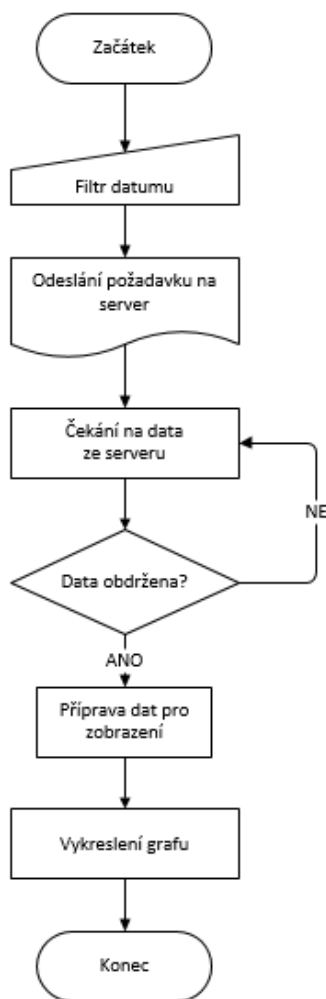 Začátek
Filtr datumu
Odeslání požadavku na
server
Čekání na data
ze serveru
NE
Data obdržena?
ANO
Příprava dat pro
zobrazení
Vykreslení grafu
Konec